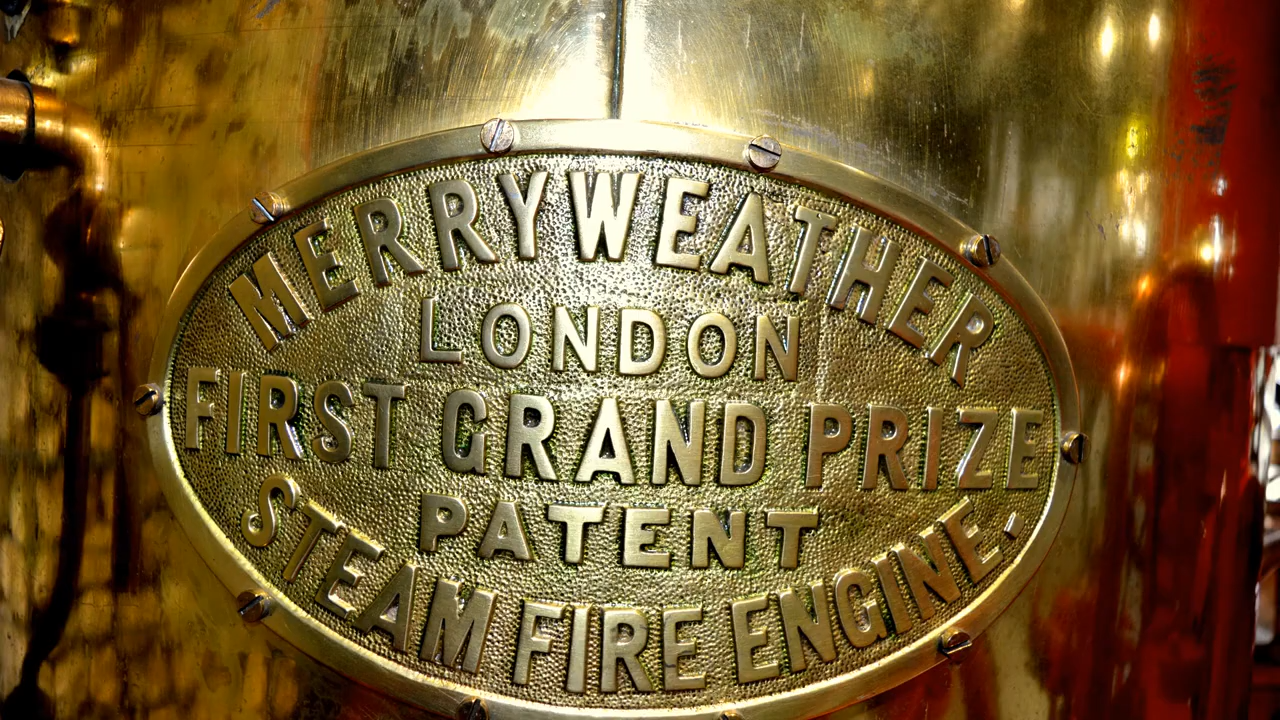 MERRYWEATHER
LONDON
FIRST GRAND PRIZE
PATENT
STEAM FIRE ENGINE.-